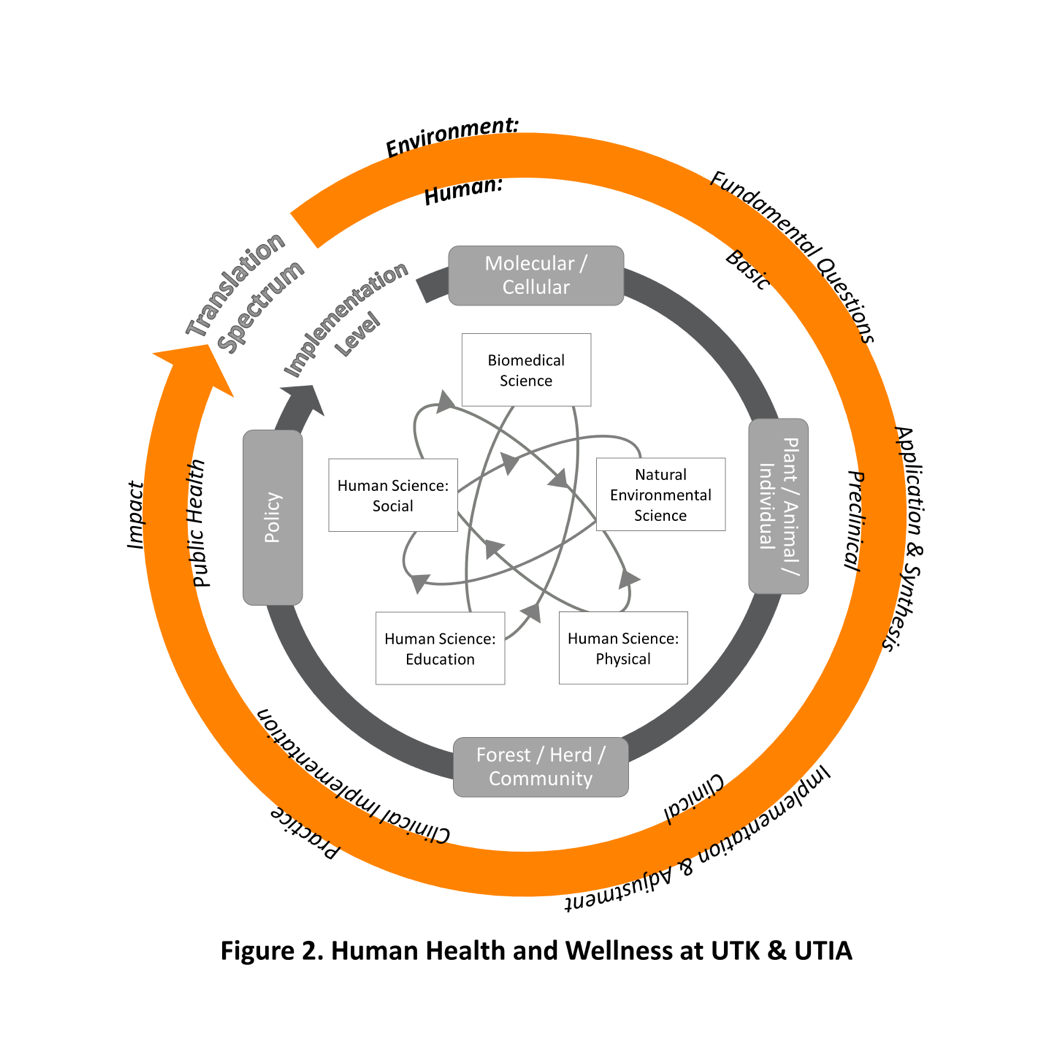 Environment:
Human:
Fundamental Questions
Basic
Translation
Spectrum
Implementation
Level
Molecular /
Cellular
Biomedical
Science
Application & Synthesis
Preclinical
Plant / Animal /
Individual
Human Science:
Social
Natural
Environmental
Science
Policy
Impact
Public Health
Human Science:
Education
Human Science:
Physical
Forest / Herd /
Community
Clinical
Implementation & Adjustment
Clinical Implementation
Practice
Figure 2. Human Health and Wellness at UTK & UTIA